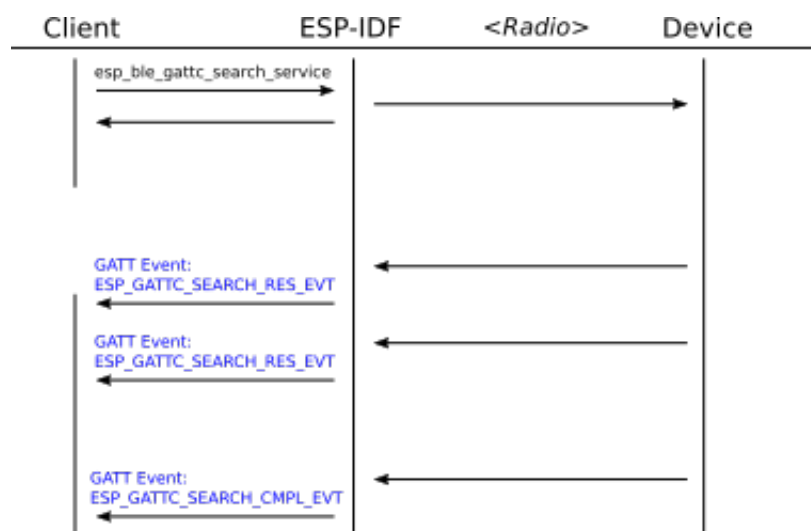 Client ESP-IDF <Radio> Device
esp_ble_gattc_search_service
GATT Event:
ESP_GATTC_SEARCH_RES_EVT
GATT Event:
ESP_GATTC_SEARCH_RES_EVT
GATT Event:
ESP_GATTC_SEARCH_CMPL_EVT